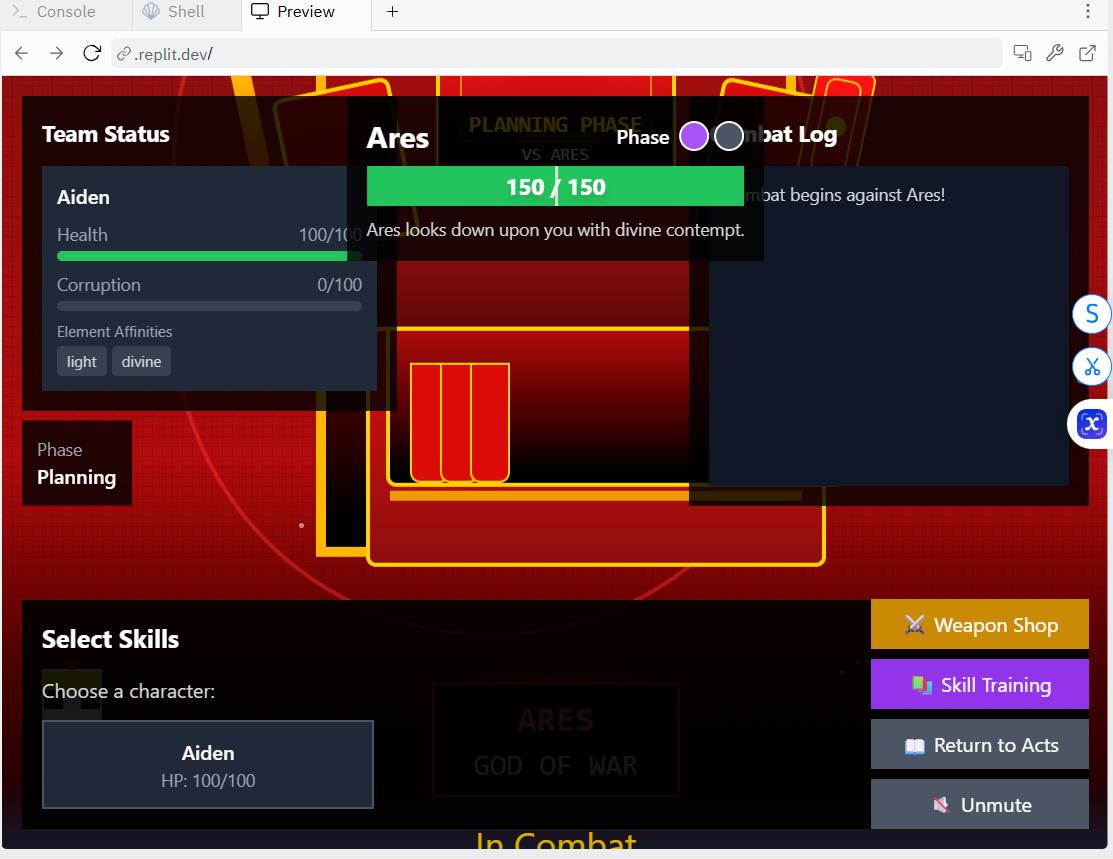 Console
Shell
Preview
.replit.dev/
Team Status
Aiden
Health
100/100
Corruption
0/100
Element Affinities
light
divine
Phase
Planning
PLANNING PHASE
VS ARES
Ares
Phase
150 / 150
Ares looks down upon you with divine contempt.
mbat Log
mbat begins against Ares!
S
Select Skills
Choose a character:
Aiden
HP: 100/100
ARES
GOD OF WAR
In Combat
Weapon Shop
Skill Training
Return to Acts
Unmute